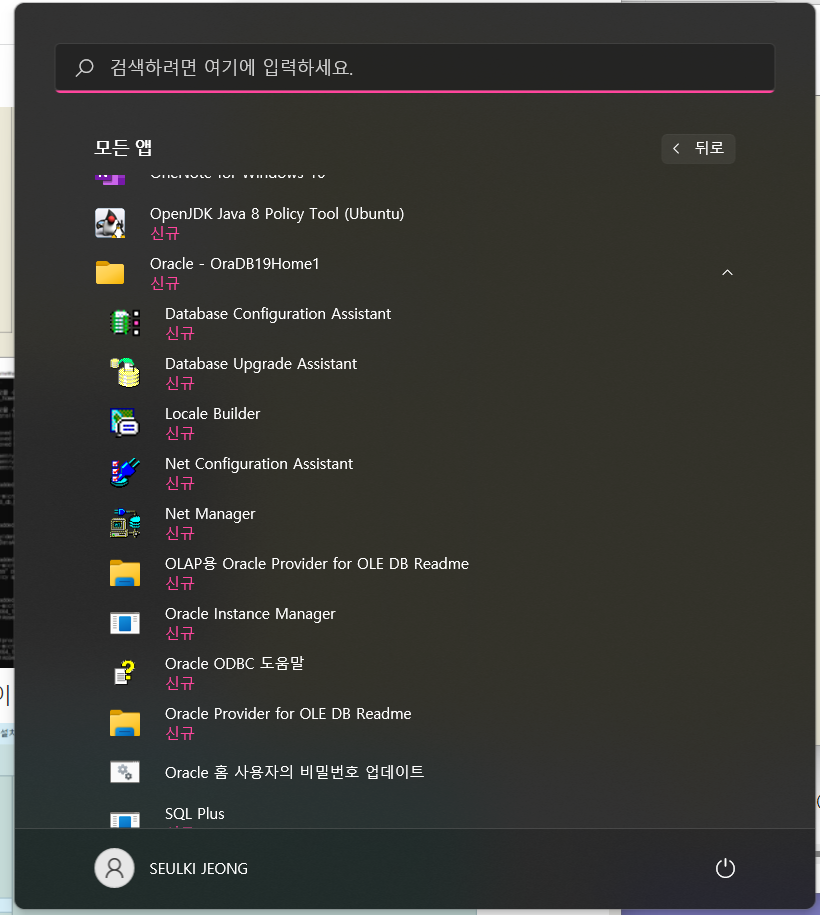 검색하려면 여기에 입력하세요.
모든 앱
뒤로
OneNote for Windows 10
OpenJDK Java 8 Policy Tool (Ubuntu)
신규
Oracle - OraDB19Home1
신규
Database Configuration Assistant
신규
Database Upgrade Assistant
신규
Locale Builder
신규
Net Configuration Assistant
신규
Net Manager
신규
OLAP용 Oracle Provider for OLE DB Readme
신규
Oracle Instance Manager
신규
Oracle ODBC 도움말
신규
Oracle Provider for OLE DB Readme
신규
Oracle 홈 사용자의 비밀번호 업데이트
SQL Plus
SEULKI JEONG